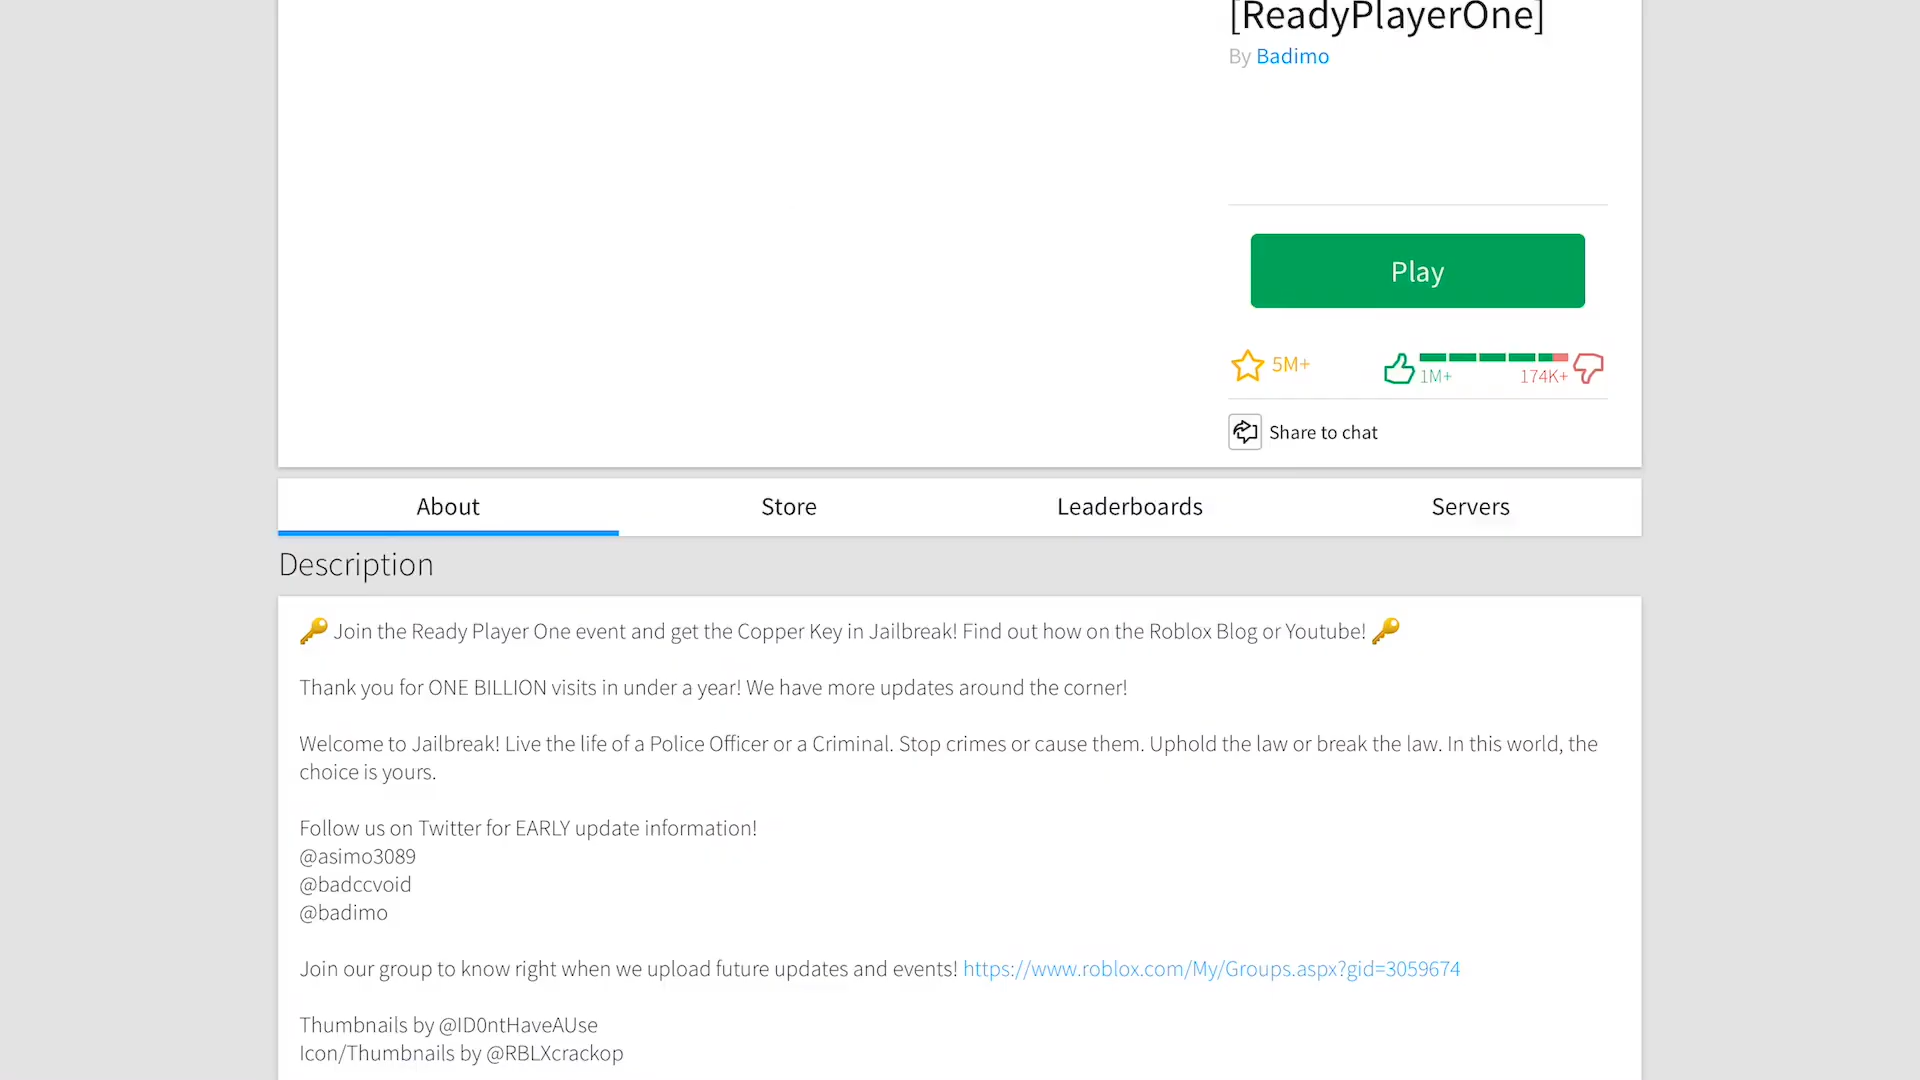 [ReadyPlayerOne]
By Badimo
Play
5M+
1M+
174K+
Share to chat
About
Store
Leaderboards
Servers
Description
🔑 Join the Ready Player One event and get the Copper Key in Jailbreak! Find out how on the Roblox Blog or Youtube! 🔑
Thank you for ONE BILLION visits in under a year! We have more updates around the corner!
Welcome to Jailbreak! Live the life of a Police Officer or a Criminal. Stop crimes or cause them. Uphold the law or break the law. In this world, the
choice is yours.
Follow us on Twitter for EARLY update information!
@asimo3089
@badccvoid
@badimo
Join our group to know right when we upload future updates and events! https://www.roblox.com/My/Groups.aspx?gid=3059674
Thumbnails by @ID0ntHaveAUse
Icon/Thumbnails by @RBLXcrackop